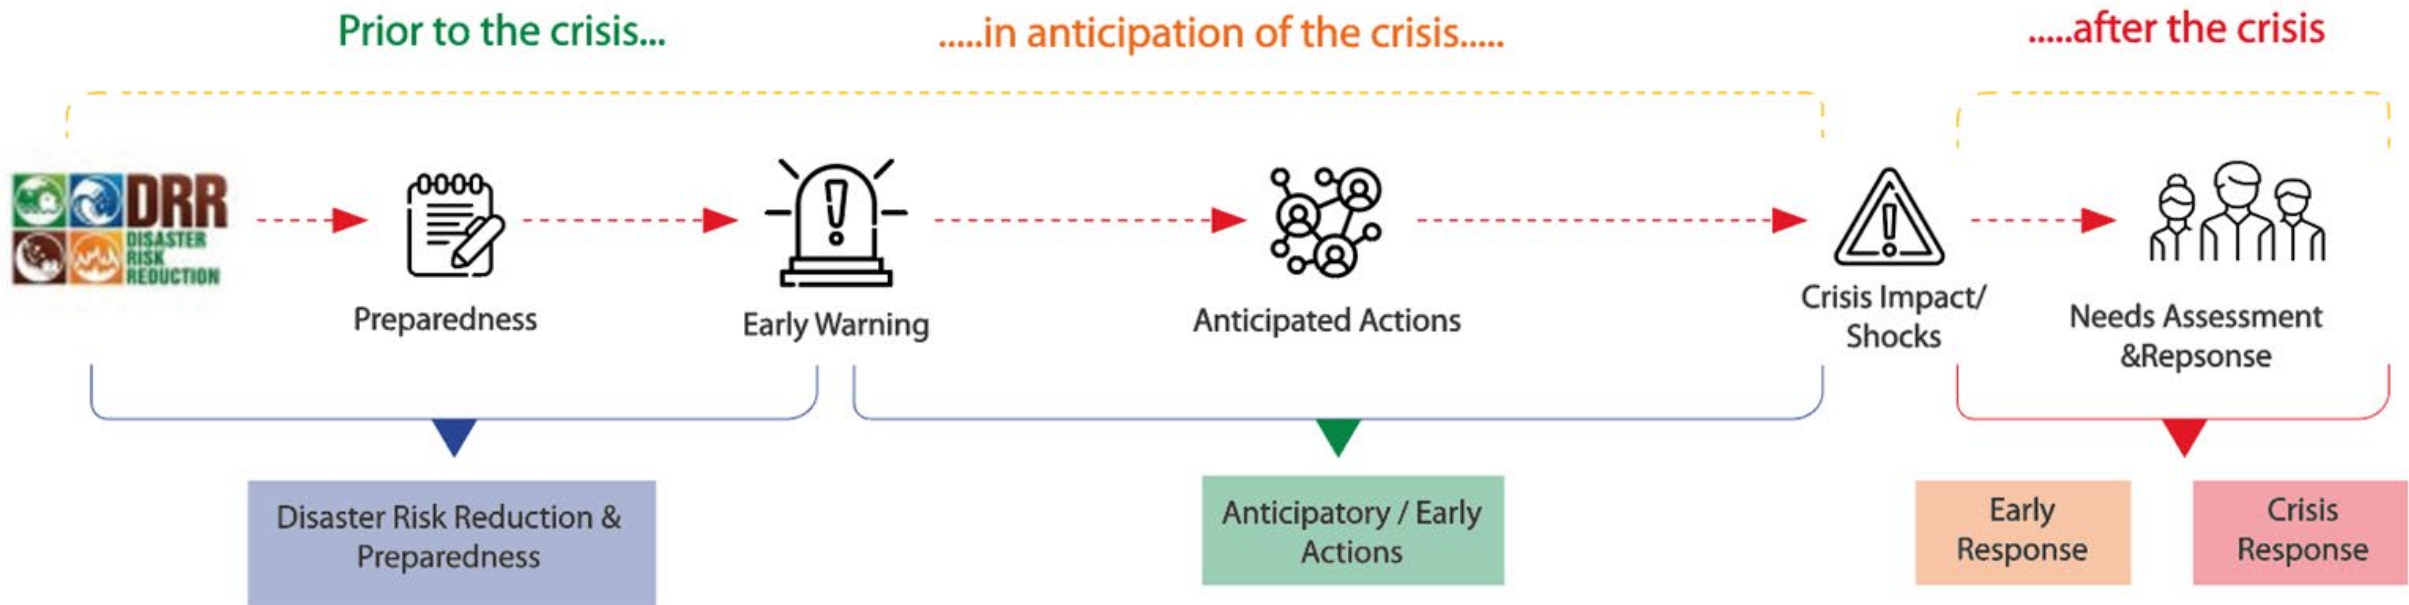 Prior to the crisis...
.....in anticipation of the crisis.....
.....after the crisis
DRR
DISASTER
RISK
REDUCTION
Preparedness
Early Warning
Anticipated Actions
Crisis Impact/
Shocks
Needs Assessment
&Repsonse
Disaster Risk Reduction &
Preparedness
Anticipatory / Early
Actions
Early
Response
Crisis
Response